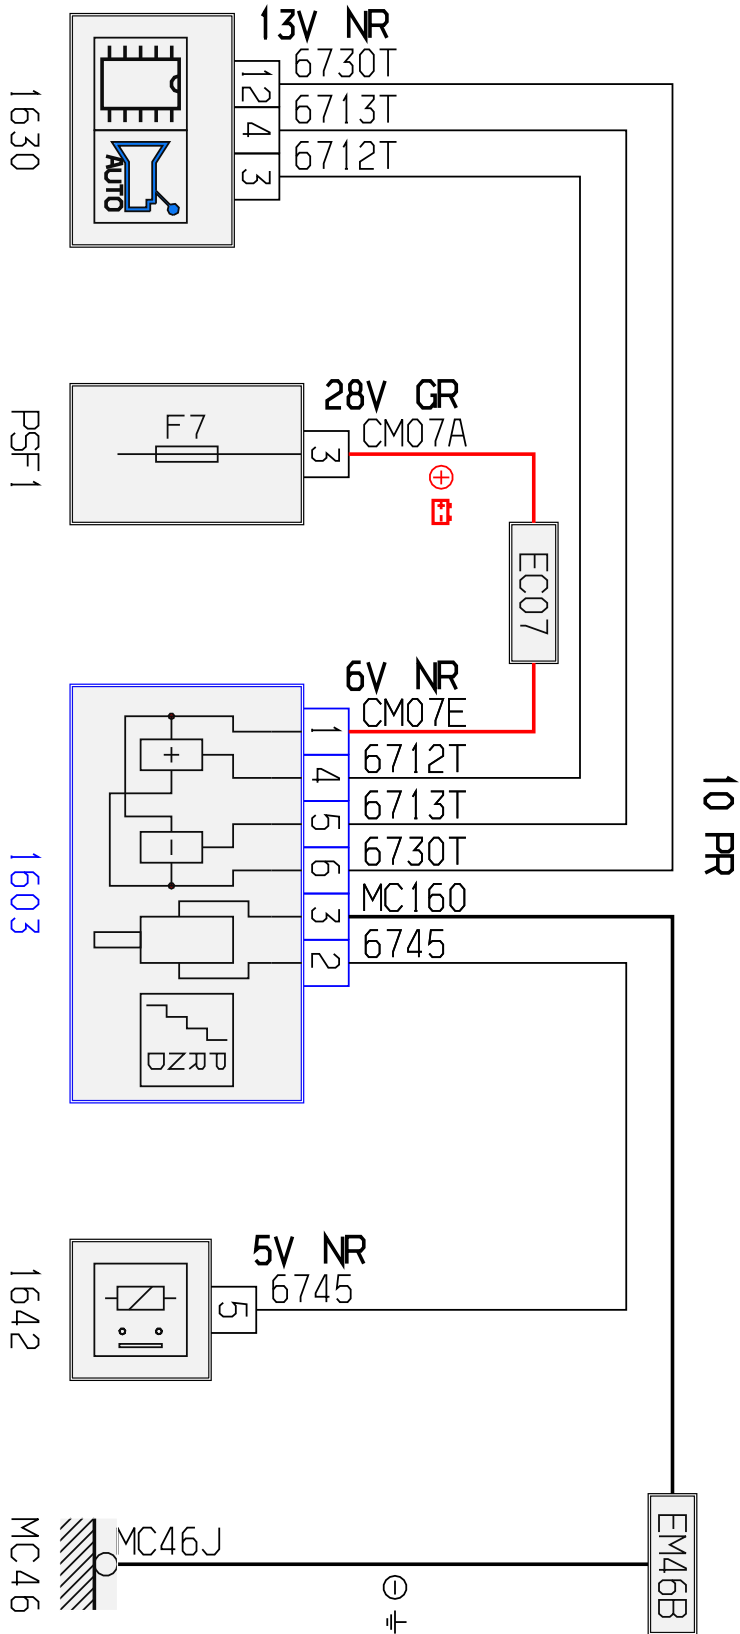 13V NR
6730T
12
6713T
4
6712T
3
AUTO
1630
28V GR
CM07A
F7
3
PSF1
EC07
6V NR
CM07E
1
6712T
4
6713T
5
6730T
6
MC160
3
6745
2
PRND
1603
10 PR
5V NR
6745
5
1642
EM46B
MC46J
MC46